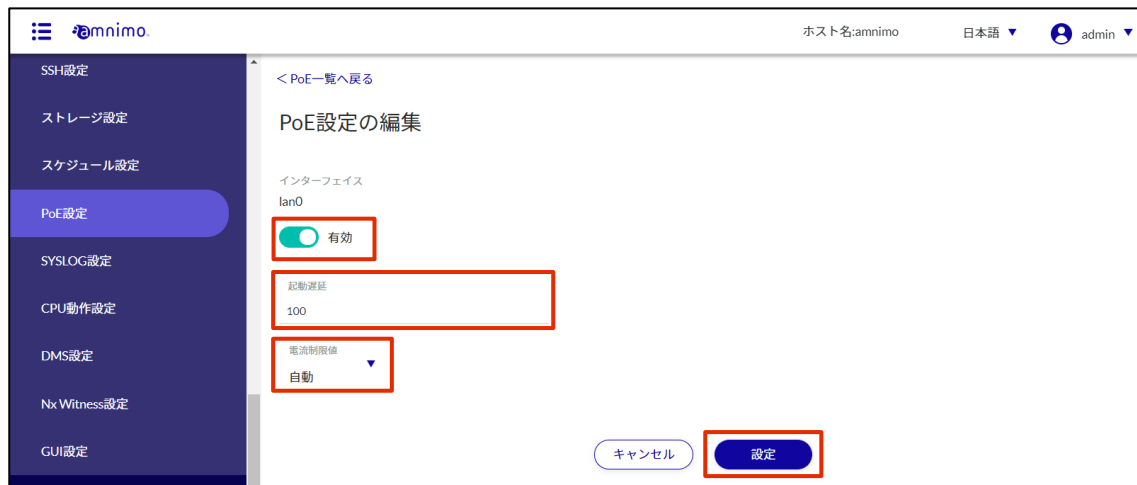 amnimo
ホスト名:amnimo
日本語
admin
SSH設定
ストレージ設定
スケジュール設定
PoE設定
SYSLOG設定
CPU動作設定
DMS設定
Nx Witness設定
GUI設定
＜PoE一覧へ戻る
PoE設定の編集
インターフェイス
lan0
有効
起動遅延
100
電流制限値
自動
キャンセル
設定